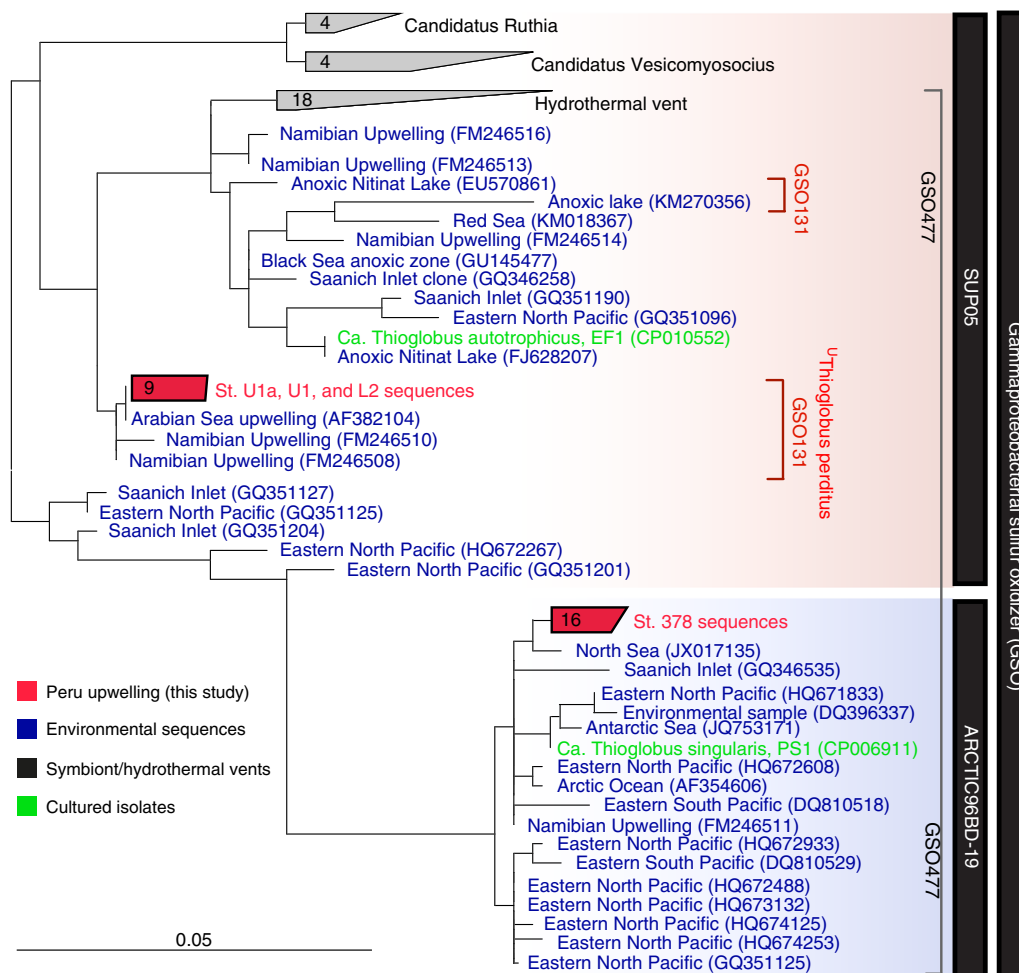 4
Candidatus Ruthia
4
Candidatus Vesicomyosocius
18
Hydrothermal vent
Namibian Upwelling (FM246516)
Namibian Upwelling (FM246513)
Anoxic Nitinat Lake (EU570861)
Anoxic lake (KM270356)
Red Sea (KM018367)
Namibian Upwelling (FM246514)
Black Sea anoxic zone (GU145477)
Saanich Inlet clone (GQ346258)
Saanich Inlet (GQ351190)
Eastern North Pacific (GQ351096)
Ca. Thioglobus autotrophicus, EF1 (CP010552)
Anoxic Nitinat Lake (FJ628207)
9
St. U1a, U1, and L2 sequences
Arabian Sea upwelling (AF382104)
Namibian Upwelling (FM246510)
Namibian Upwelling (FM246508)
Saanich Inlet (GQ351127)
Eastern North Pacific (GQ351125)
Saanich Inlet (GQ351204)
Eastern North Pacific (HQ672267)
Eastern North Pacific (GQ351201)
16
St. 378 sequences
North Sea (JX017135)
Saanich Inlet (GQ346535)
Eastern North Pacific (HQ671833)
Environmental sample (DQ396337)
Antarctic Sea (JQ753171)
Ca. Thioglobus singularis, PS1 (CP006911)
Eastern North Pacific (HQ672608)
Arctic Ocean (AF354606)
Eastern South Pacific (DQ810518)
Namibian Upwelling (FM246511)
Eastern North Pacific (HQ672933)
Eastern South Pacific (DQ810529)
Eastern North Pacific (HQ672488)
Eastern North Pacific (HQ673132)
Eastern North Pacific (HQ674125)
Eastern North Pacific (HQ674253)
Eastern North Pacific (GQ351125)
GSO131
GSO477
UThioglobus perditus
GSO131
GSO477
SUP05
ARCTIC96BD-19
Gammaproteobacterial sulfur oxidizer (GSO)
Peru upwelling (this study)
Environmental sequences
Symbiont/hydrothermal vents
Cultured isolates
0.05